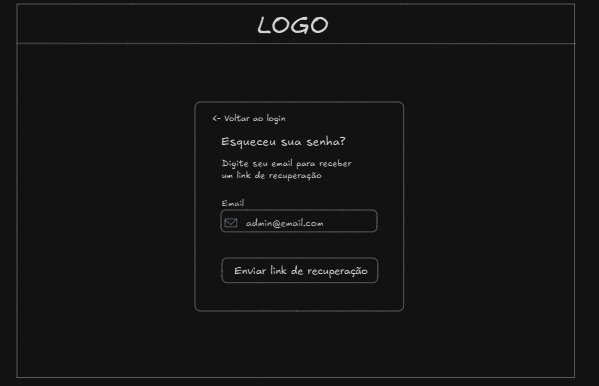 LOGO
<- Voltar ao login
Esqueceu sua senha?
Digite seu email para receber
um link de recuperação
Email
admin@email.com
Enviar link de recuperação